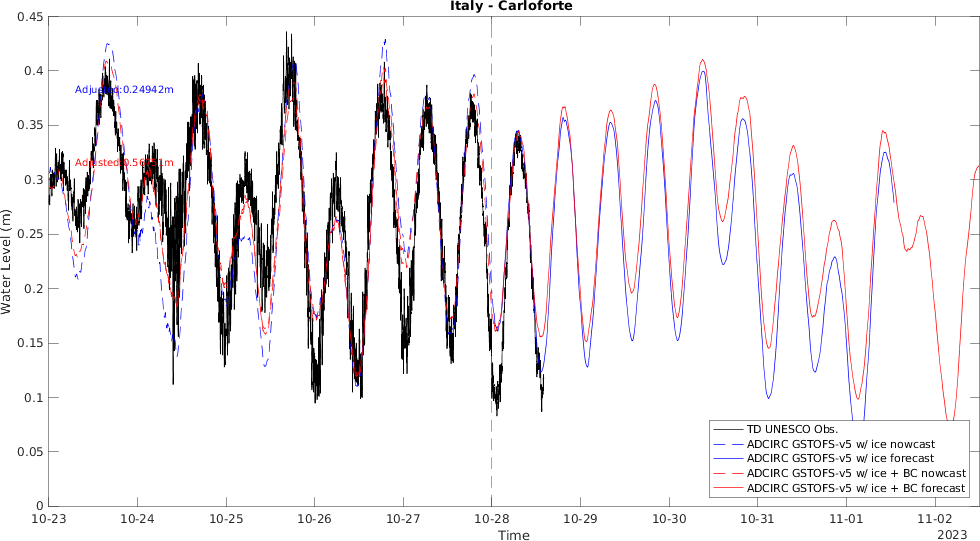 Italy - Carloforte
Water Level (m)
0.45
0.4
0.35
0.3
0.25
0.2
0.15
0.1
0.05
0
Adjusted:0.24942m
TD UNESCO Obs.
ADCIRC GSTOFS-v5 w/ ice nowcast
ADCIRC GSTOFS-v5 w/ ice forecast
ADCIRC GSTOFS-v5 w/ ice + BC nowcast
ADCIRC GSTOFS-v5 w/ ice + BC forecast
10-23
10-24
10-25
10-26
10-27
10-28
10-29
10-30
10-31
11-01
11-02
Time
2023